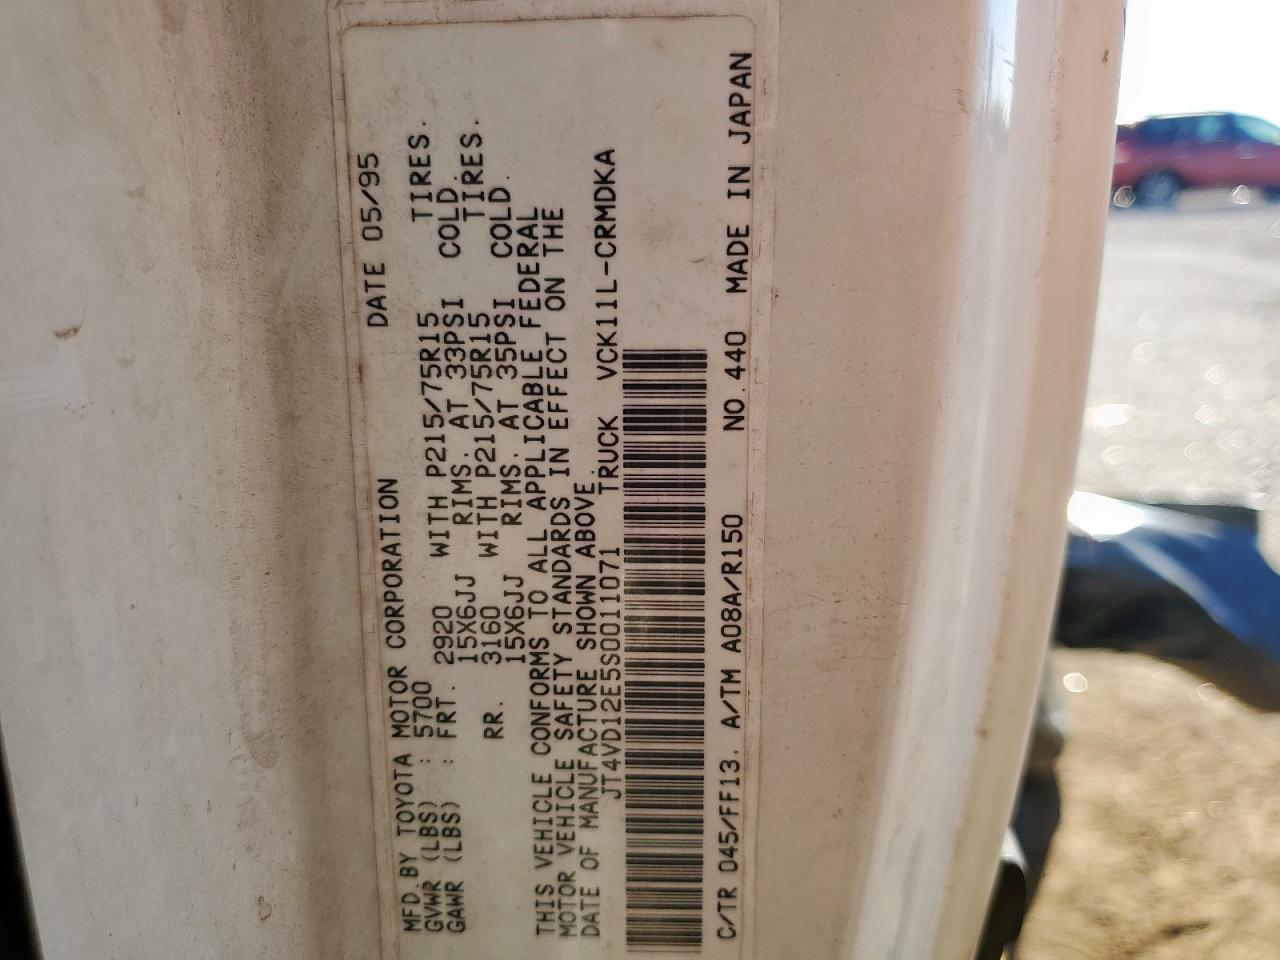 DATE 05/95
MFD. BY TOYOTA MOTOR CORPORATION
GVWR (LBS) : 5700
GAWR (LBS) : FRT. 2920 WITH P215/75R15 TIRES.
15X6JJ RIMS. AT 33PSI COLD.
RR. 3160 WITH P215/75R15 TIRES.
15X6JJ RIMS. AT 35PSI COLD.
THIS VEHICLE CONFORMS TO ALL APPLICABLE FEDERAL
MOTOR VEHICLE SAFETY STANDARDS IN EFFECT ON THE
DATE OF MANUFACTURE SHOWN ABOVE.
JT4VD12E5S0011071 TRUCK VCK11L-CRMDKA
C/TR 045/FF13. A/TM A08A/R150 NO.440 MADE IN JAPAN